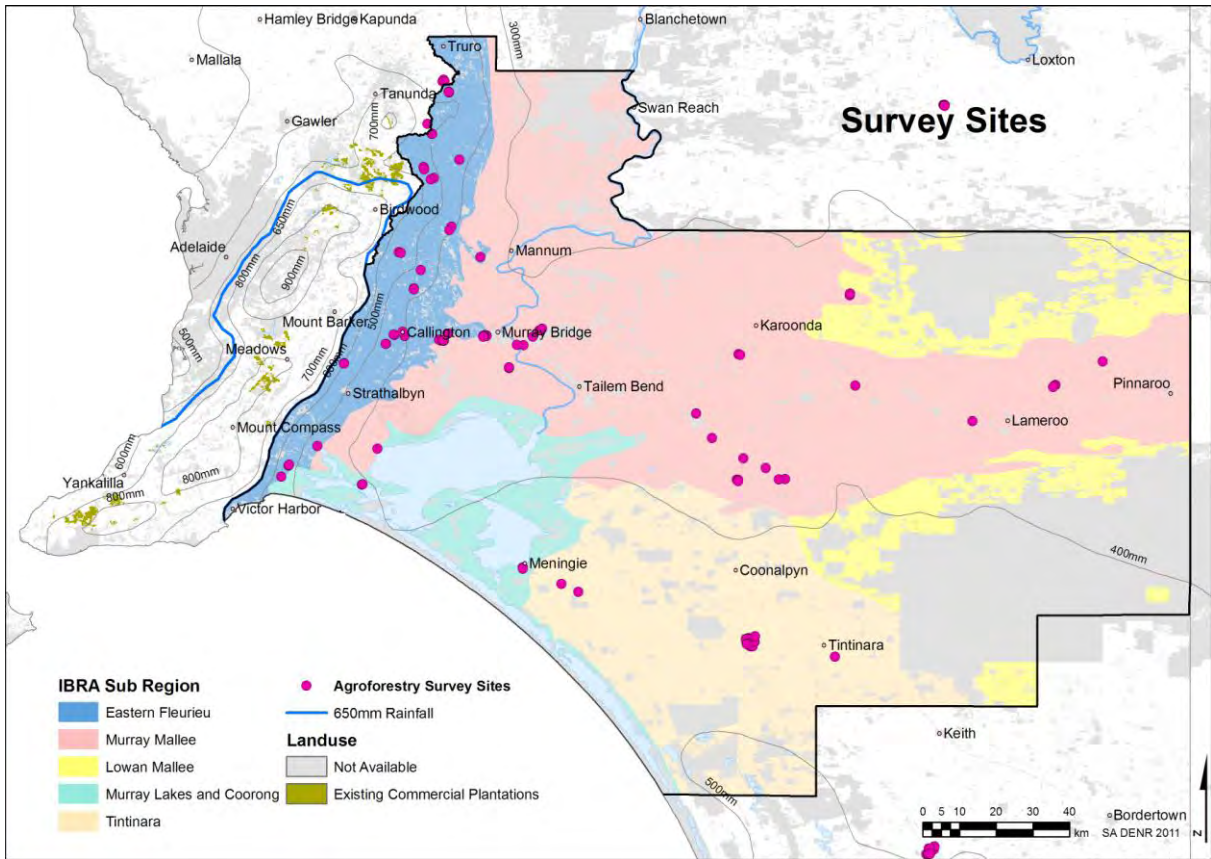 Hamley Bridge
Kapunda
Blanchetown
Truro
300mm
Mallala
Loxton
Tanunda
700mm
Swan Reach
Survey Sites
Gawler
650mm
Birdwood
Adelaide
800mm
900mm
Mannum
500mm
500mm
Mount Barker
Callington
Murray Bridge
Karoonda
Meadows
700mm
600mm
Tailem Bend
Pinnaroo
Strathalbyn
Lameroo
Mount Compass
600mm
800mm
Yankalilla
800mm
Victor Harbor
400mm
Meningie
Coonalpyn
Tintinara
IBRA Sub Region
Eastern Fleurieu
Murray Mallee
Lowan Mallee
Murray Lakes and Coorong
Tintinara
Agroforestry Survey Sites
650mm Rainfall
Landuse
Not Available
Existing Commercial Plantations
Keith
500mm
Bordertown
0 5 10 20 30 40
km
SA DENR 2011
N